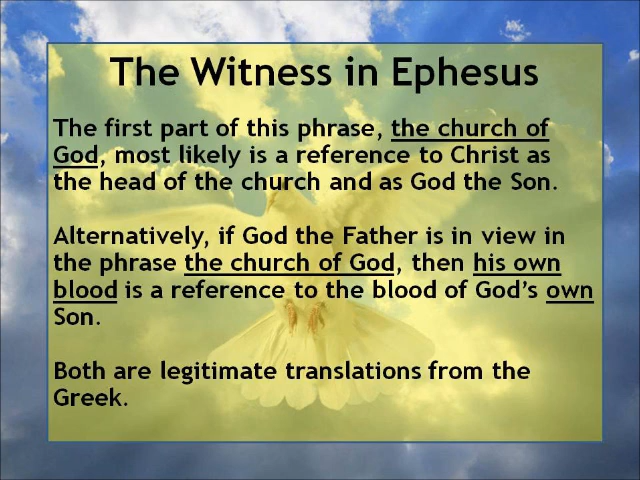 The Witness in Ephesus
The first part of this phrase, the church of
God, most likely is a reference to Christ as
the head of the church and as God the Son.
Alternatively, if God the Father is in view in
the phrase the church of God, then his own
blood is a reference to the blood of God’s own
Son.
Both are legitimate translations from the
Greek.